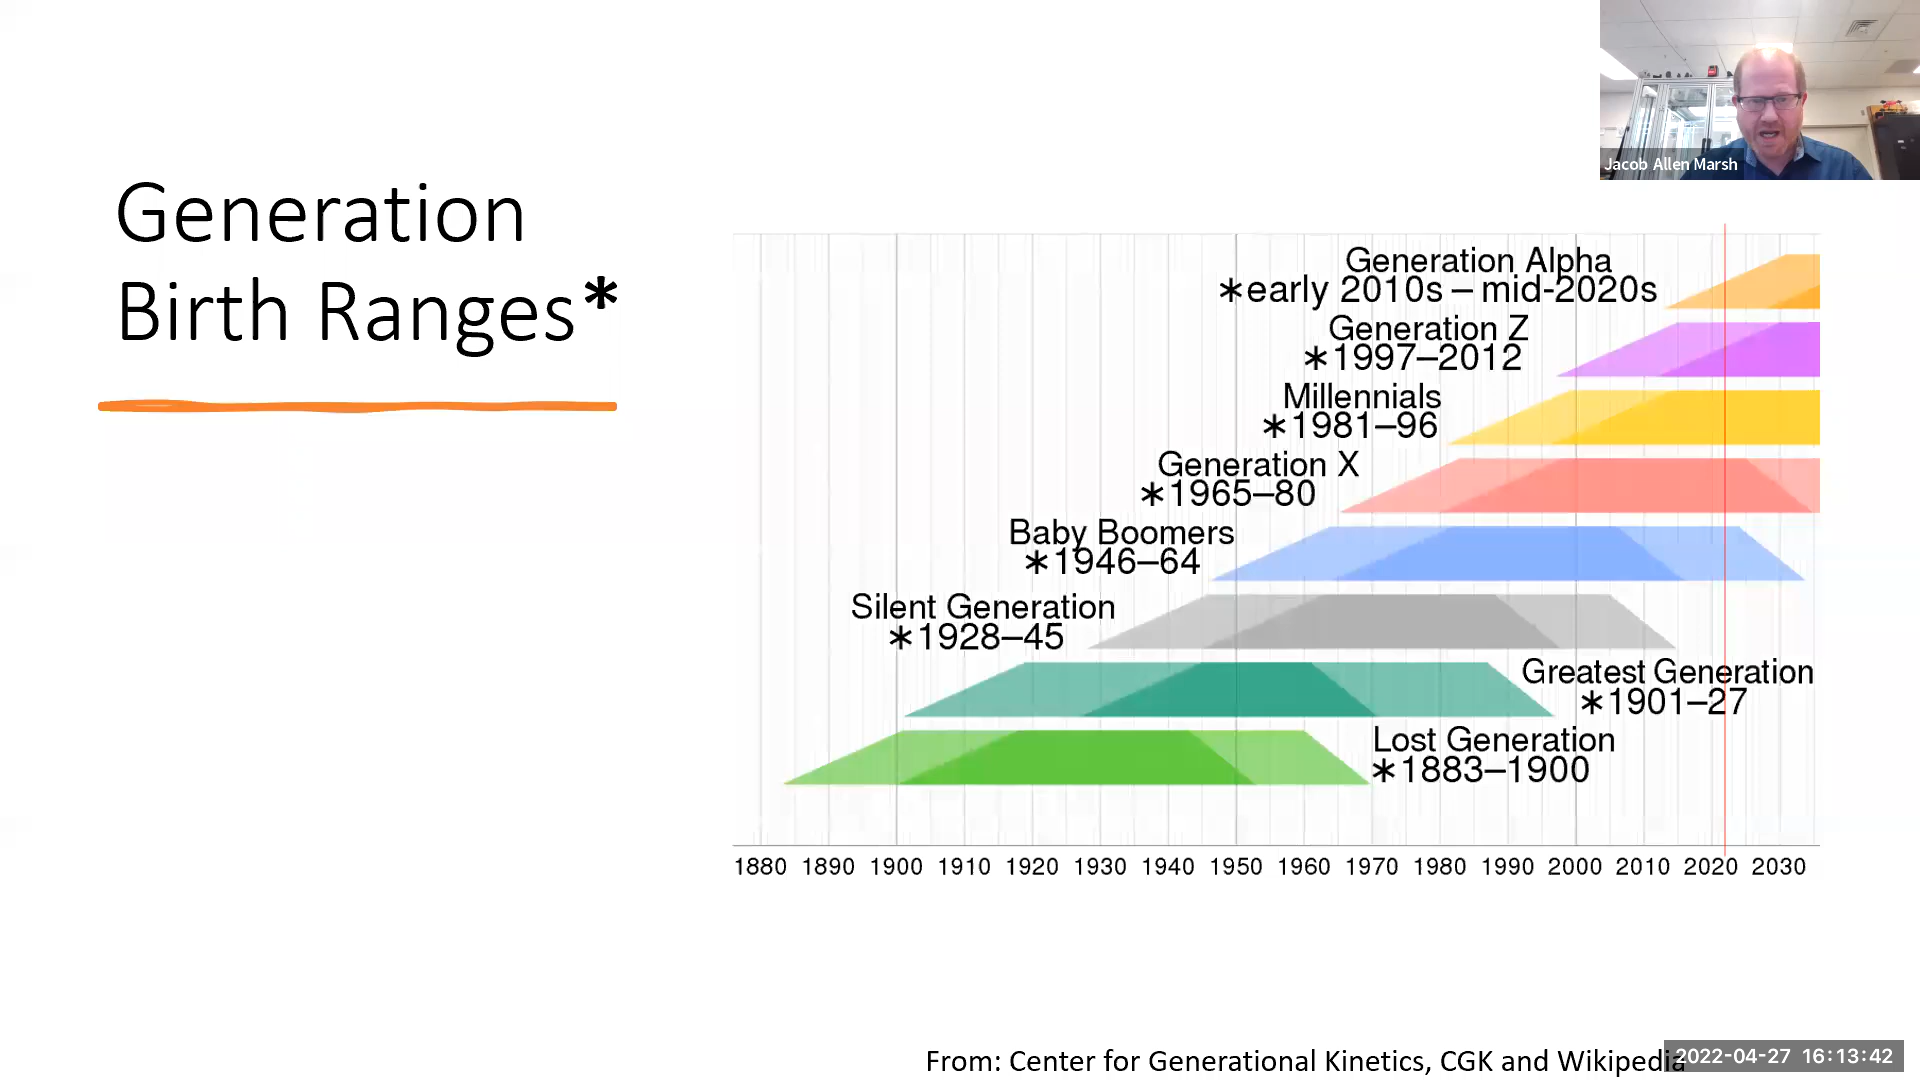 Jacob Allen Marsh
Generation
Birth Ranges*
Generation Alpha
*early 2010s – mid-2020s
Generation Z
*1997–2012
Millennials
*1981–96
Generation X
*1965–80
Baby Boomers
*1946–64
Silent Generation
*1928–45
Greatest Generation
*1901–27
Lost Generation
*1883–1900
1880 1890 1900 1910 1920 1930 1940 1950 1960 1970 1980 1990 2000 2010 2020 2030
From: Center for Generational Kinetics, CGK and Wikipedia
2022-04-27 16:13:42